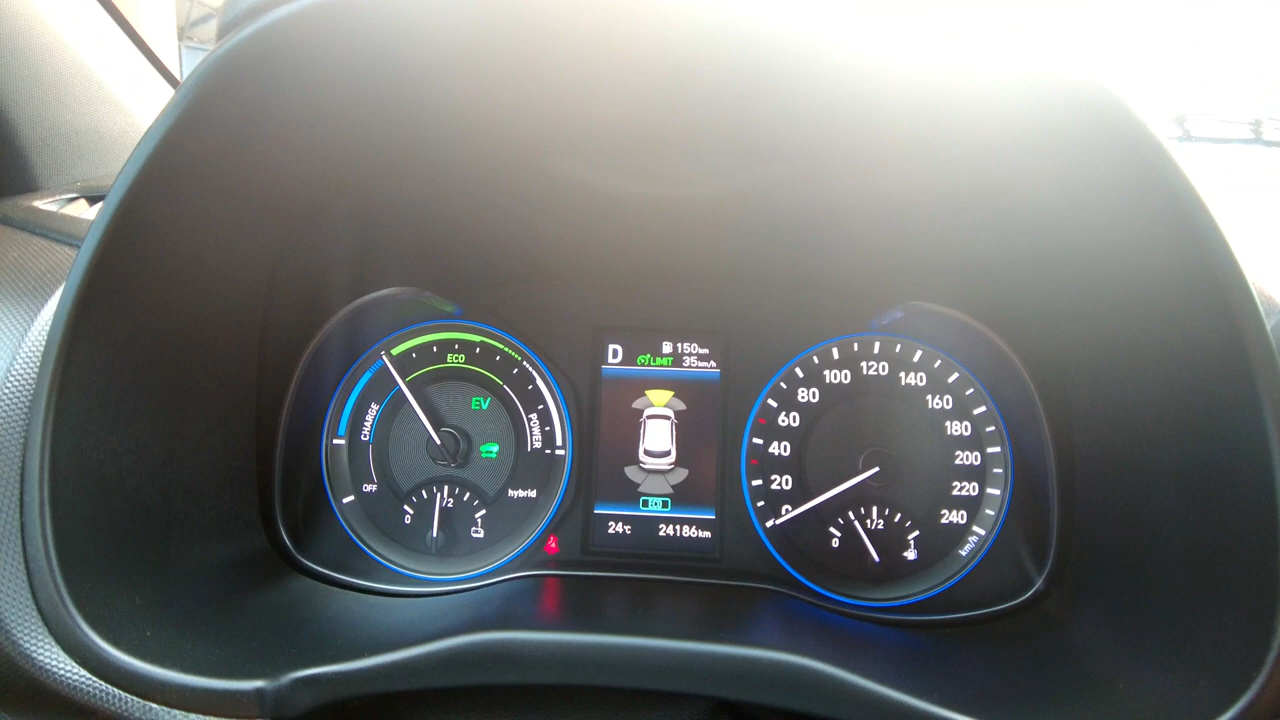 ECO
EV
CHARGE
POWER
OFF
hybrid
0
1/2
1
D
150km
LIMIT
35km/h
ECO
24°C
24186km
0
20
40
60
80
100
120
140
160
180
200
220
240
km/h
0
1/2
1